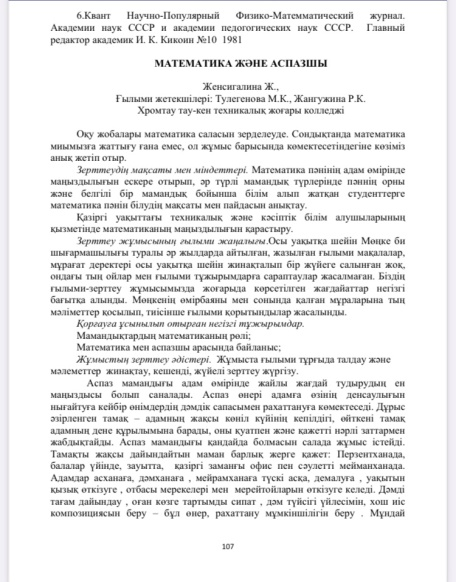 6.Квант Научно-Популярный Физико-Мемматический журнал.
Академии наук СССР и академии педогогических наук СССР. Главный
редактор академик И. К. Кикоин №10 1981
МАТЕМАТИКА ЖӘНЕ АСПАЗШЫ
Женсигалина Ж.,
Ғылыми жетекшілері: Тулегенова М.К., Жангужина Р.К.
Хромтау тау-кен техникалық жоғары колледжі
Оқу жобалары математика саласын зерделеуде. Сондықтанда математика
миымызға жаттығу ғана емес, ол жұмыс барысында көмектесетіндегіне көзіміз
анық жетіп отыр.
Зерттеудің мақсаты мен міндеттері. Математика пәнінің адам өмірінде
маңыздылығын ескере отырып, әр түрлі мамандық түрлерінде пәннің орны
және белгілі бір мамандық бойынша білім алып жатқан студенттерге
математика пәнін білудің мақсаты мен пайдасын анықтау.
Қазіргі уақыттағы техникалық және кәсіптік білім алушыларының
қызметінде математиканың маңыздылығын қарастыру.
Зерттеу жұмысының ғылыми жаңалығы.Осы уақытқа шейін Мөңке би
шығармашылығы туралы әр жылдарда айтылған, жазылған ғылыми мақалалар,
мұрағат деректері осы уақытқа шейін жинақталып бір жүйеге салынған жоқ,
ондағы тың ойлар мен ғылыми тұжырымдарға сараптаулар жасалмаған. Біздің
ғылыми-зерттеу жұмысымызда жоғарыда көрсетілген жағдайаттар негізгі
бағытқа алынды. Мөңкенің өмірбаяны мен сонында қалған мұраларына тың
мәлімет қосылып, тиісінше ғылыми қорытындылар жасалынды.
Қорғауға ұсынылып отырған негізгі тұжырымдар.
Мамандықтардың математиканың рөлі;
Математика мен аспазшы арасында байланыс;
Жұмыстың зерттеу әдістері. Жұмыста ғылыми тұрғыда талдау және
мәлеметтер жинақтау, кешенді, жүйелі зерттеу жүргізу.
Аспаз мамандығы адам өмірінде жайлы жағдай тудырудың ең
маңыздысы болып саналады. Аспаз өнері адамға өзінің денсаулығын
нығайтуға кейбір өнімдердің дәмдік сапасымен рахаттануға көмектеседі. Дұрыс
әзірленген тамақ – адамның жақсы көңіл күйінің кепілдігі, өйткені тамақ
адамның дене құрылымына барады, оны қуатпен және қажетті нәрлі заттармен
жабдықтайды. Аспаз мамандығы қандайда болмасын салада жұмыс істейді.
Тамақты жақсы дайындайтын маман барлық жерге қажет: Перзентханада,
балалар үйінде, зауытта, қазіргі заманғы офис пен сәулетті мейманханада.
Адамдар асханаға, дәмханаға , мейрамханаға түскі асқа, демалуға , уақытын
қызық өткізуге , отбасы мерекелері мен мерейтойларын өткізуге келеді. Дәмді
тағам дайындау , оған көзге тартымды сипат , дәм түйсігі үйлесімін, хош иіс
композициясын беру – бұл өнер, рахаттану мұмкіншілігін беру . Мұндай
107